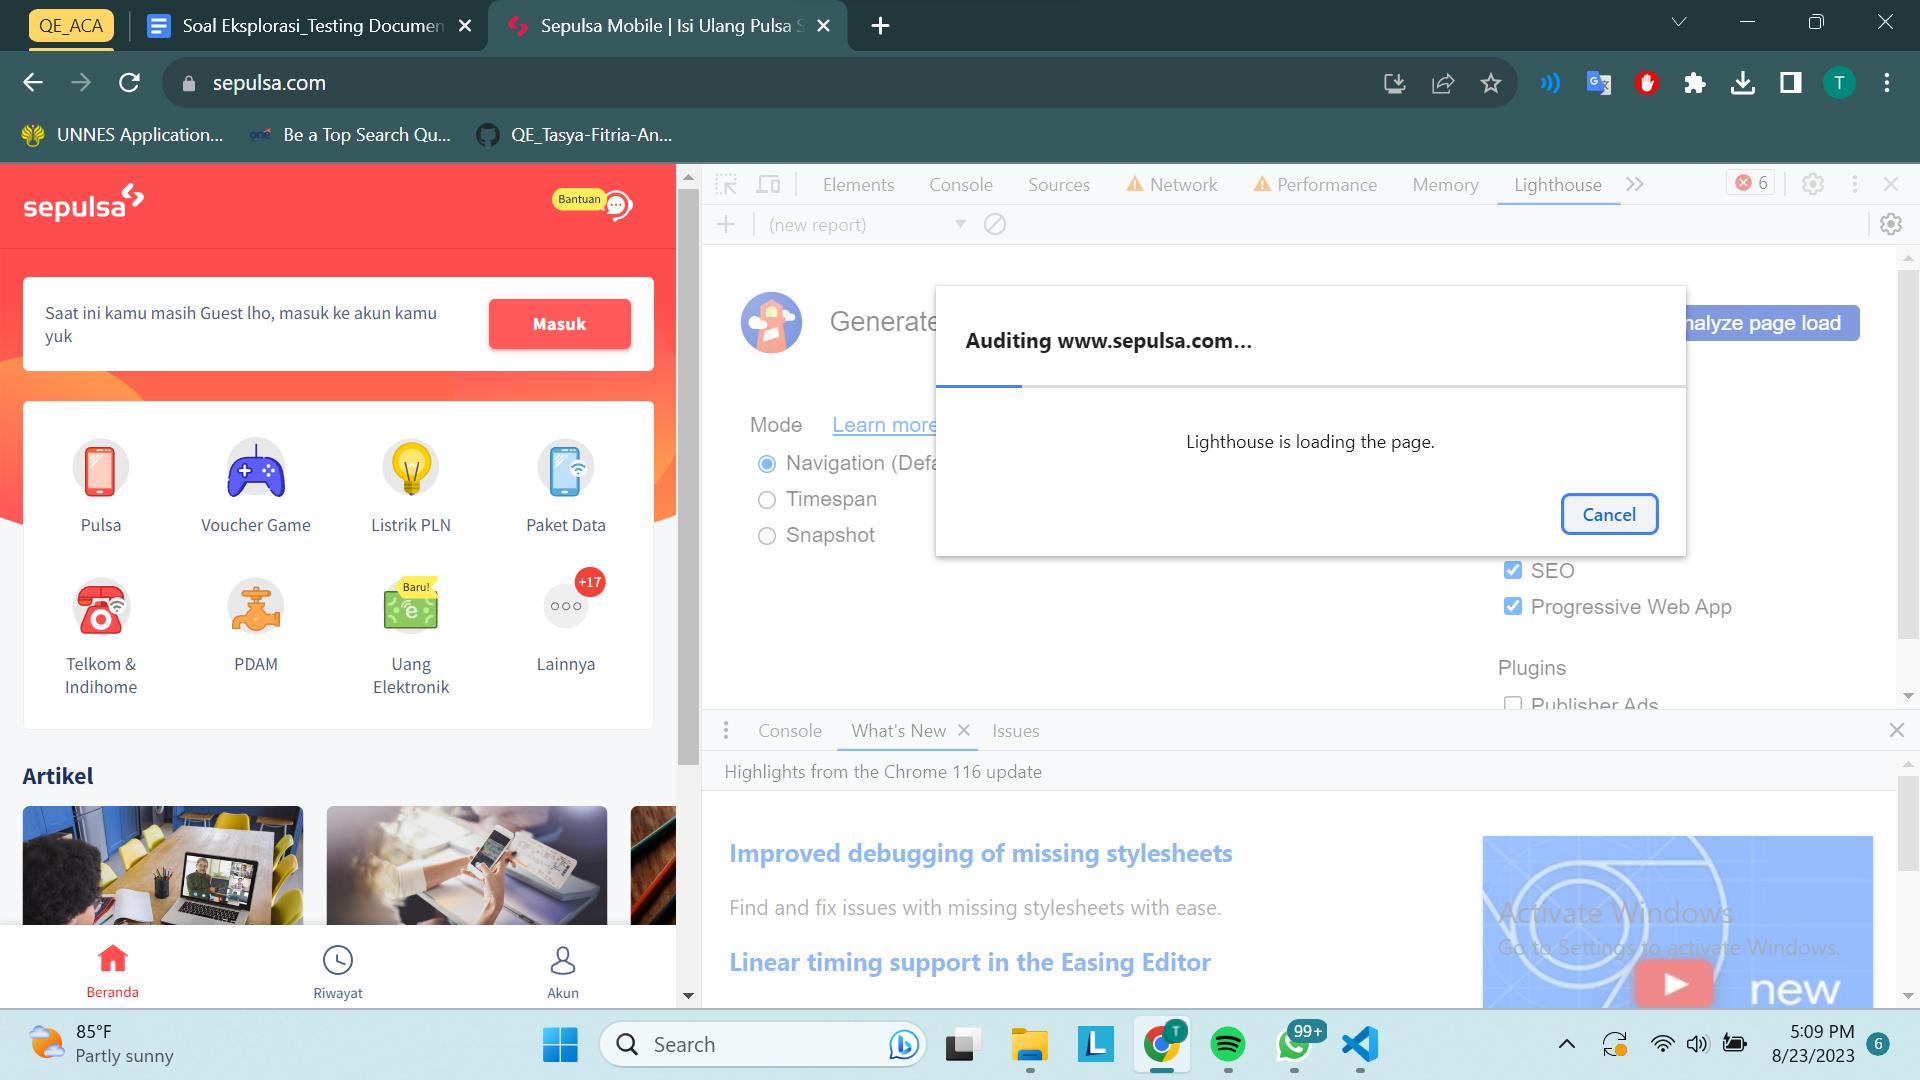 QE_ACA
Soal Eksplorasi_Testing Documen
Sepulsa Mobile | Isi Ulang Pulsa S
sepulsa.com
T
UNNES Application...
one
Be a Top Search Qu...
QE_Tasya-Fitria-An...
sepulsa
Bantuan
Saat ini kamu masih Guest lho, masuk ke akun kamu
yuk
Masuk
Pulsa
Voucher Game
Listrik PLN
Paket Data
Baru!
+17
Telkom &
Indihome
PDAM
Uang
Elektronik
Lainnya
Artikel
Beranda
Riwayat
Akun
Elements
Console
Sources
Network
Performance
Memory
Lighthouse
6
(new report)
Generate
nalyze page load
Auditing www.sepulsa.com...
Lighthouse is loading the page.
Cancel
Mode
Learn more
Navigation (Defa
Timespan
Snapshot
SEO
Progressive Web App
Plugins
Publisher Ads
Console
What's New
Issues
Highlights from the Chrome 116 update
Improved debugging of missing stylesheets
Find and fix issues with missing stylesheets with ease.
Linear timing support in the Easing Editor
Activate Windows
Go to Settings to activate Windows.
new
85°F
Partly sunny
Search
L
T
99+
5:09 PM
8/23/2023
6